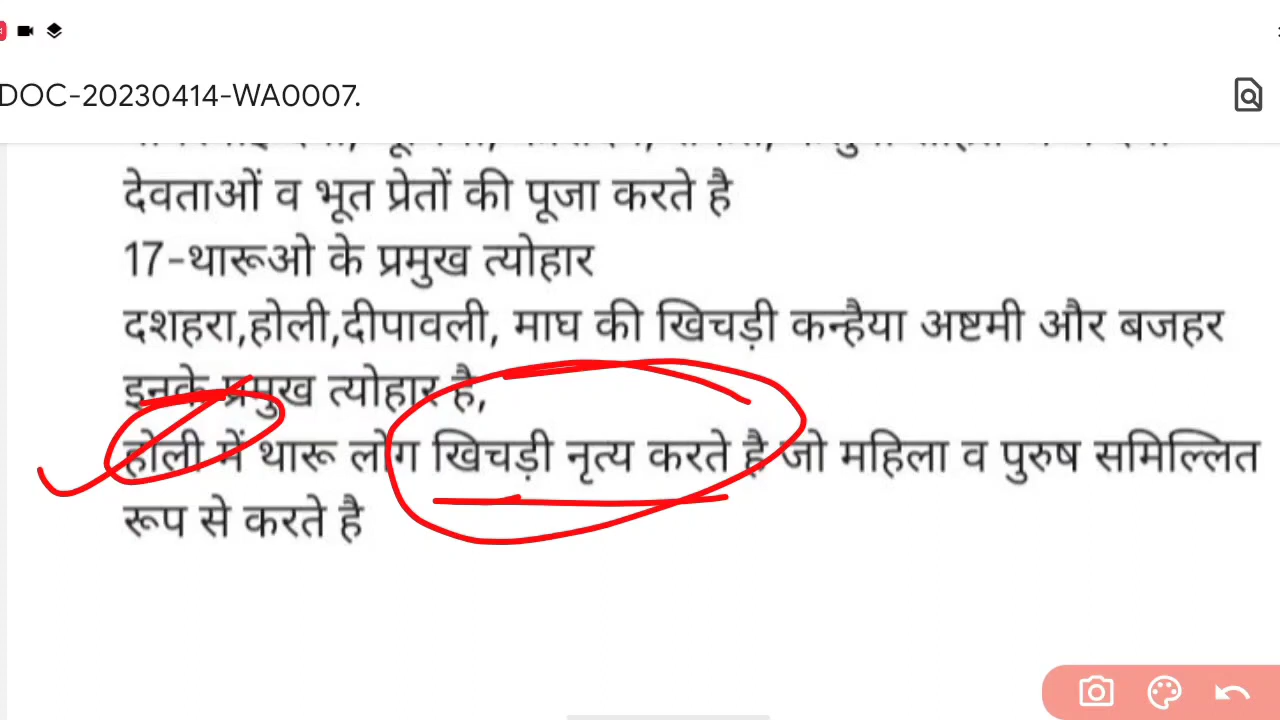 DOC-20230414-WA0007.
देवताओं व भूत प्रेतों की पूजा करते है
17-थारूओ के प्रमुख त्योहार
दशहरा,होली,दीपावली, माघ की खिचड़ी कन्हैया अष्टमी और बजहर
इनके प्रमुख त्योहार है,
होली में थारू लोग खिचड़ी नृत्य करते है जो महिला व पुरुष समिल्लित
रूप से करते है